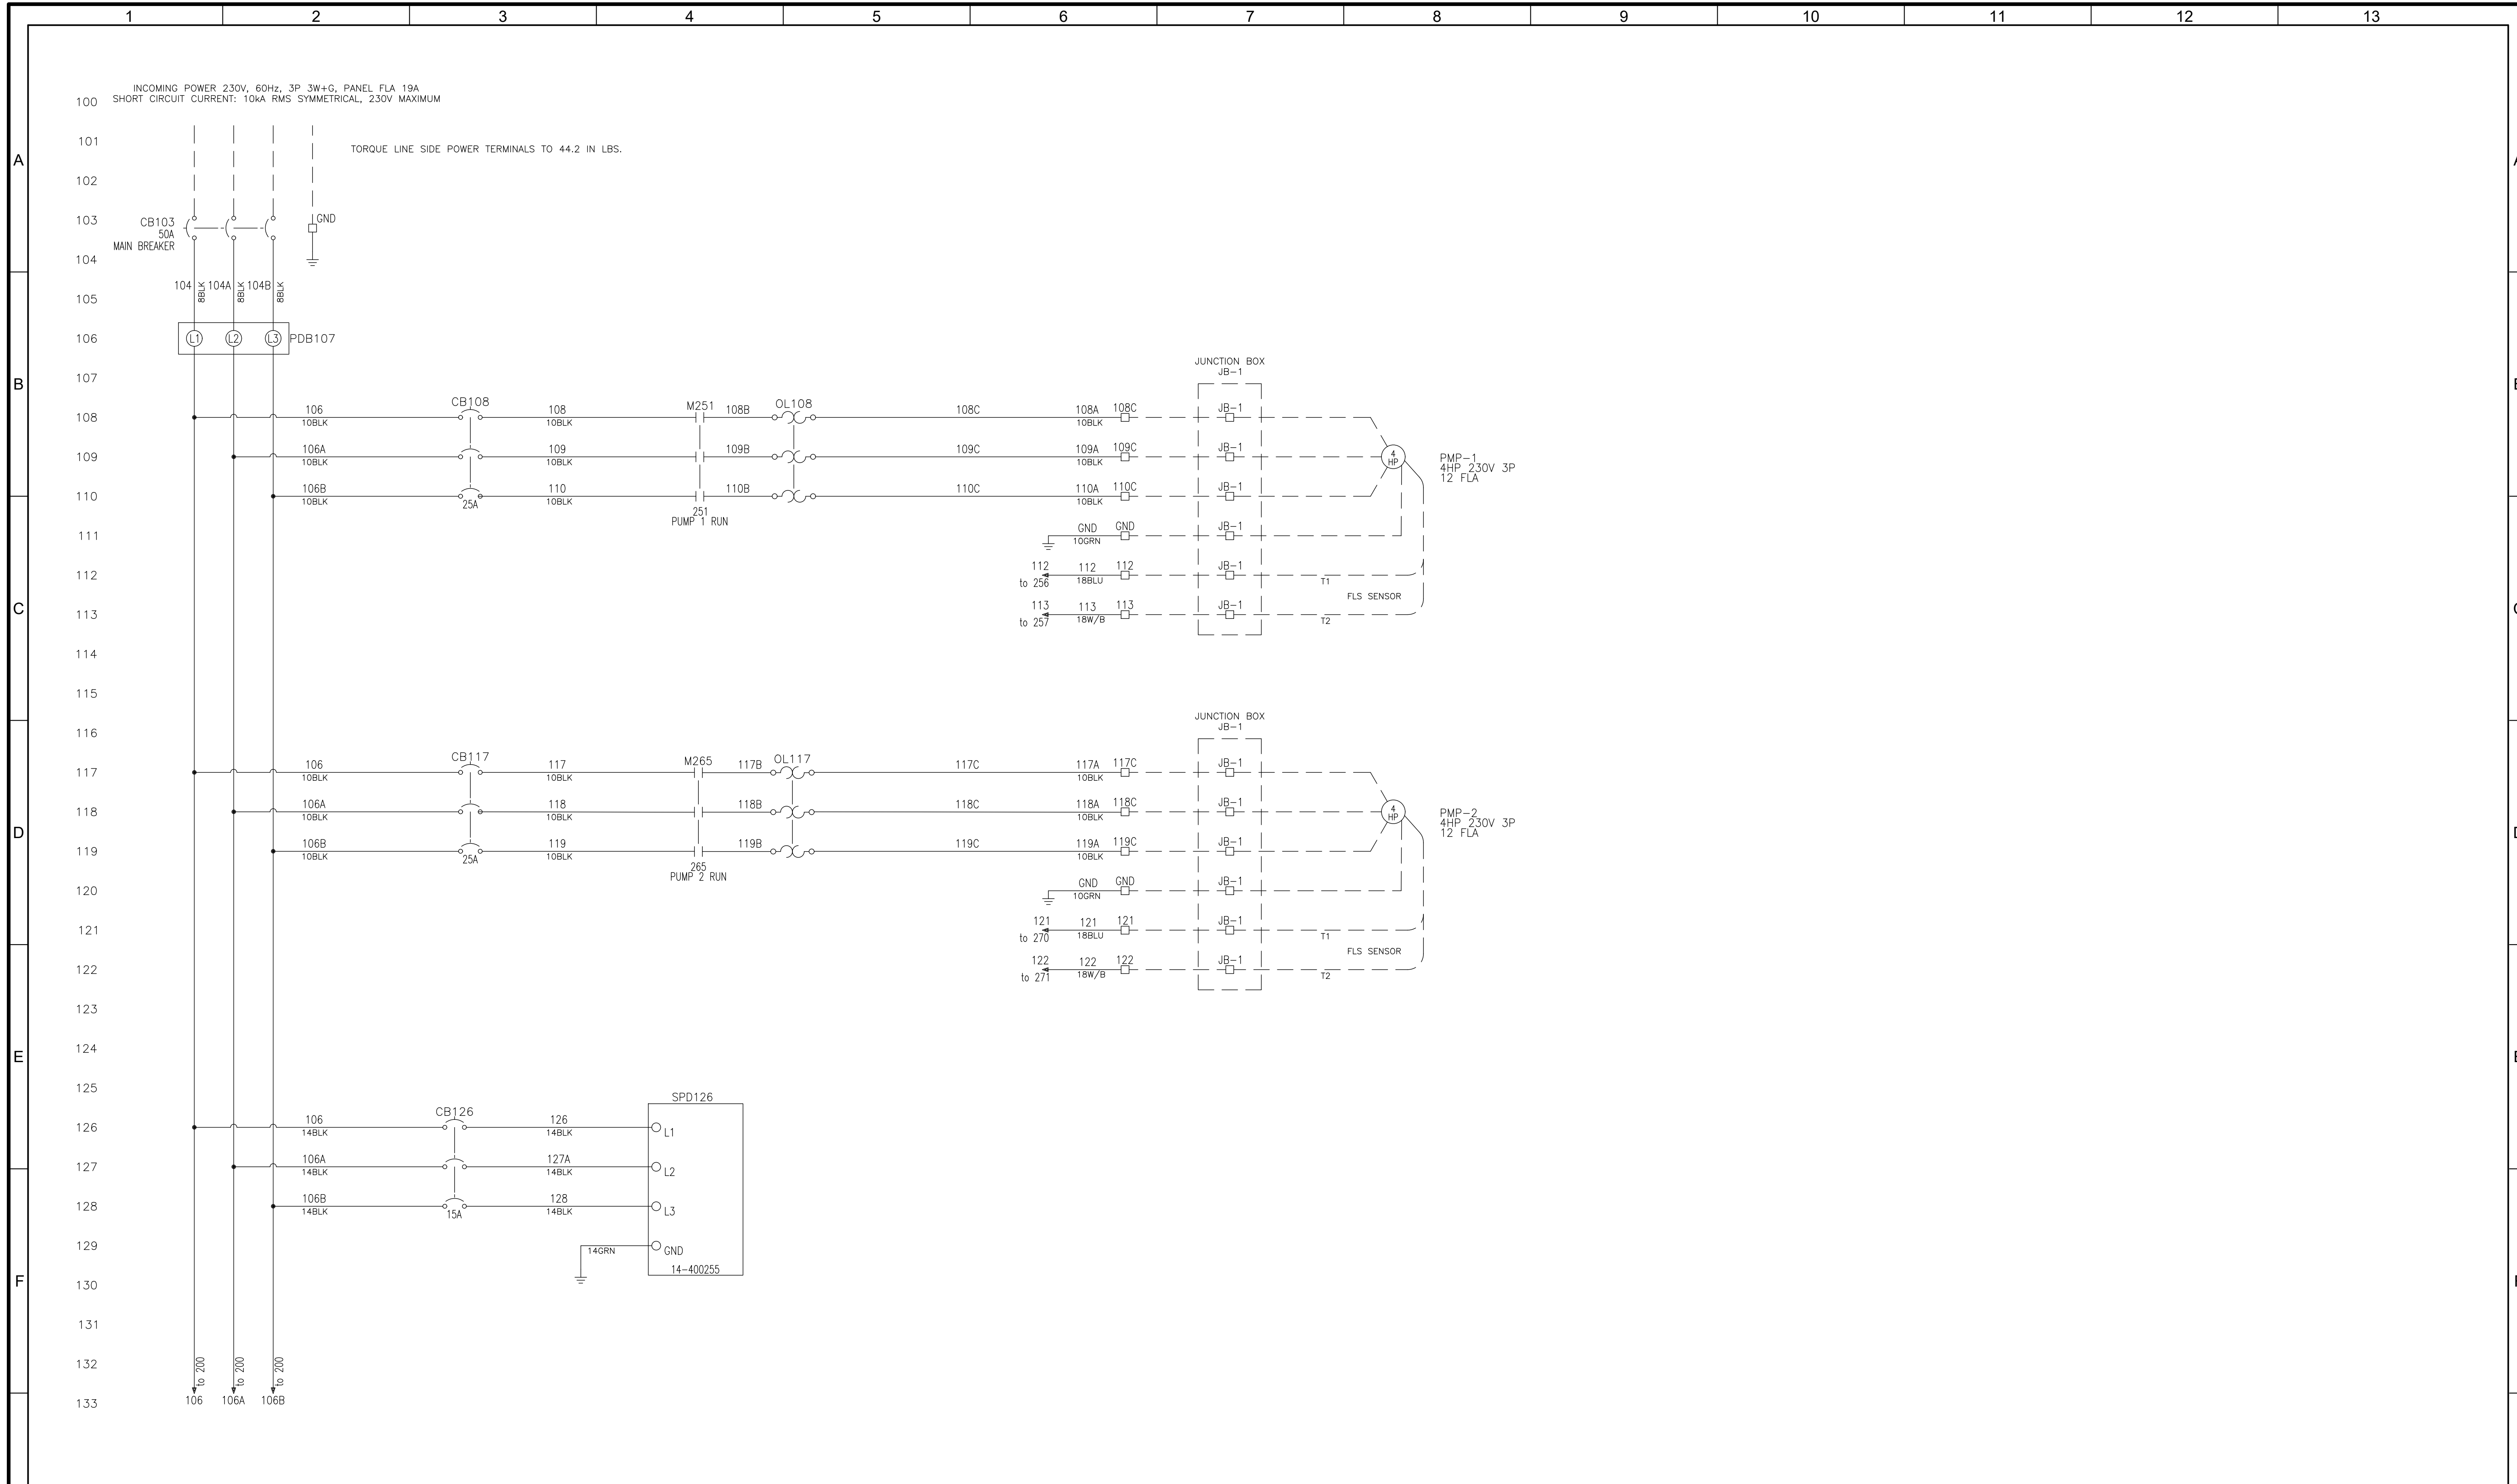 1 2 3 4 5 6 7 8 9 10 11 12 13
INCOMING POWER 230V, 60Hz, 3P 3W+G, PANEL FLA 19A
100 SHORT CIRCUIT CURRENT: 10kA RMS SYMMETRICAL, 230V MAXIMUM
101
TORQUE LINE SIDE POWER TERMINALS TO 44.2 IN LBS.
A
102
103 CB103 GND
50A
MAIN BREAKER
104
104 8BLK 104A 8BLK 104B 8BLK
105
106 L1 L2 L3 PDB107
JUNCTION BOX
JB-1
107
B
CB108 M251 OL108
108 106 108 108B 108C 108A 108C JB-1
10BLK 10BLK 10BLK
109 106A 109 109B 109C 109A 109C JB-1
10BLK 10BLK 10BLK
4
HP
PMP-1
4HP 230V 3P
12 FLA
110 106B 110 110B 110C 110A 110C JB-1
10BLK 25A 10BLK 10BLK
251
PUMP 1 RUN
111 GND GND JB-1
10GRN
112 112 112 112 JB-1
to 256 18BLU T1
FLS SENSOR
C
113 113 113 113 JB-1
to 257 18W/B T2
114
115
JUNCTION BOX
JB-1
116
CB117 M265 OL117
117 106 117 117B 117C 117A 117C JB-1
10BLK 10BLK 10BLK
118 106A 118 118B 118C 118A 118C JB-1
10BLK 10BLK 10BLK
4
HP
PMP-2
4HP 230V 3P
12 FLA
D
119 106B 119 119B 119C 119A 119C JB-1
10BLK 25A 10BLK 10BLK
265
PUMP 2 RUN
120 GND GND JB-1
10GRN
121 121 121 121 JB-1
to 270 18BLU T1
FLS SENSOR
122 122 122 122 JB-1
to 271 18W/B T2
123
124
E
125
SPD126
CB126
126 106 126 L1
14BLK 14BLK
127 106A 127A L2
14BLK 14BLK
128 106B 128 L3
14BLK 15A 14BLK
129 14GRN GND
14-400255
F
130
131
132 to 200 to 200 to 200
133 106 106A 106B